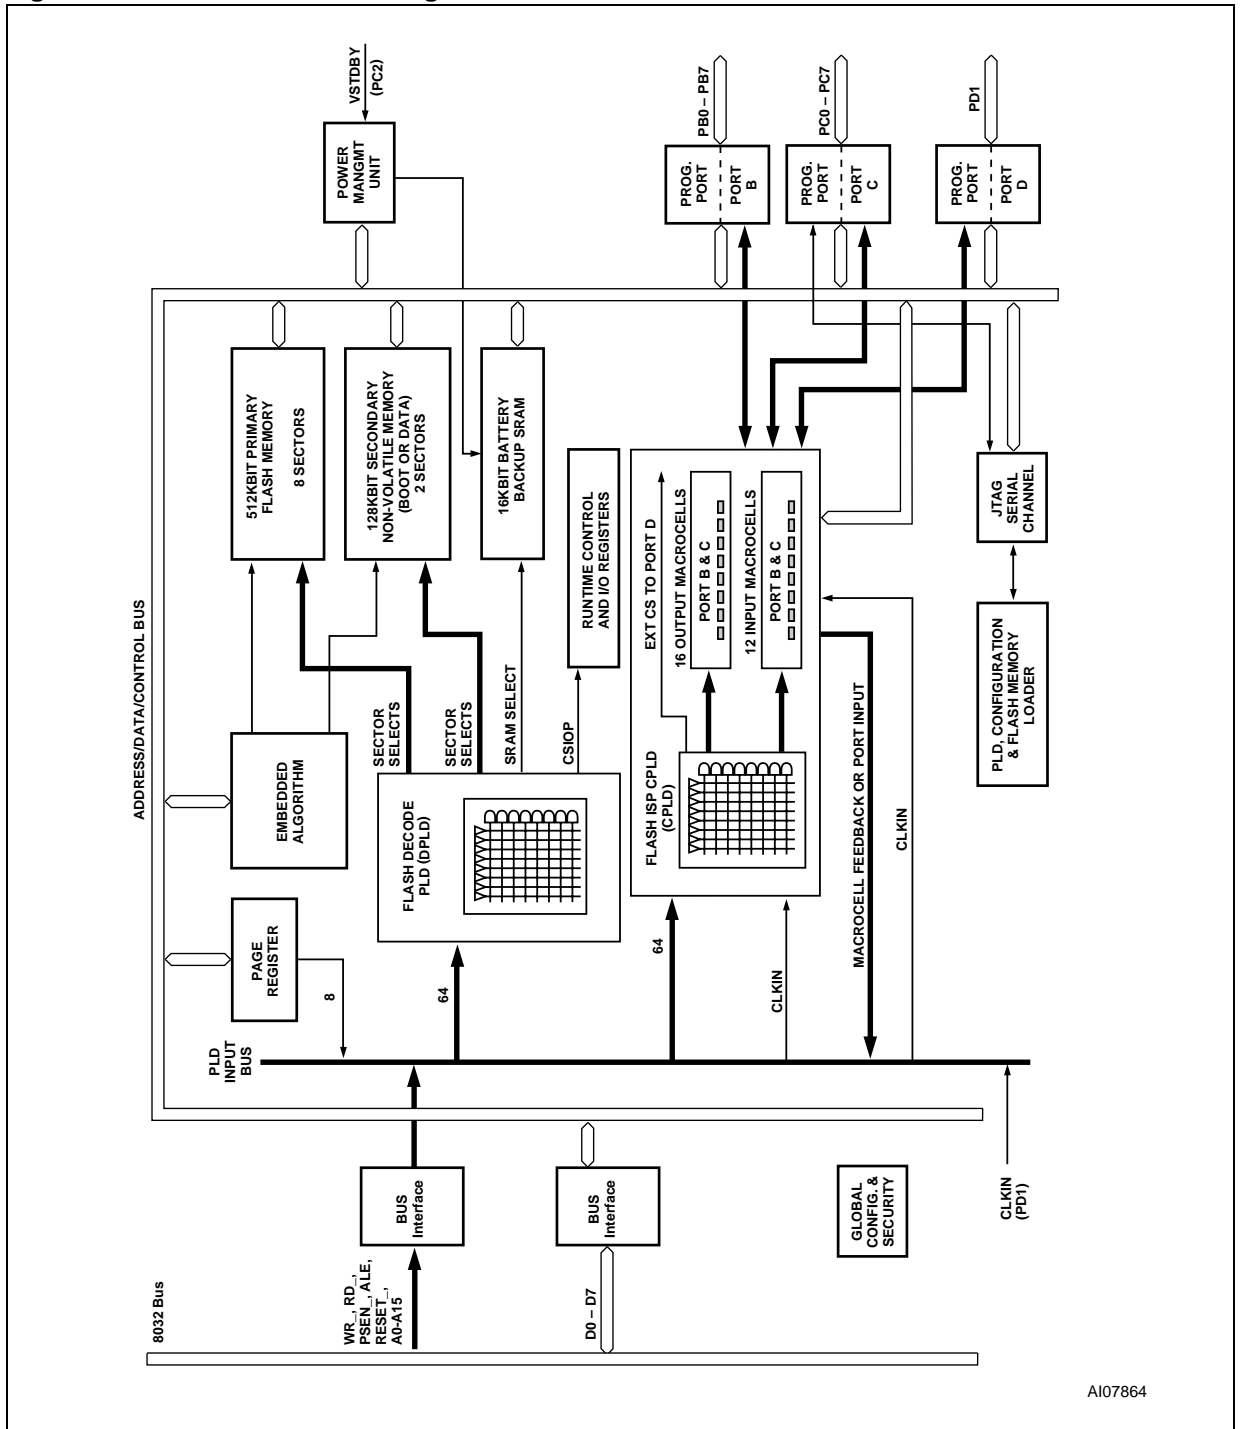 8032 Bus
WR_, RD_,
PSEN_, ALE,
RESET_,
A0-A15
BUS
Interface
D0 – D7
BUS
Interface
GLOBAL
CONFIG. &
SECURITY
CLKIN
(PD1)
PLD
INPUT
BUS
ADDRESS/DATA/CONTROL BUS
PAGE
REGISTER
8
EMBEDDED
ALGORITHM
64
FLASH DECODE
PLD (DPLD)
SECTOR
SELECTS
SECTOR
SELECTS
SRAM SELECT
CSIOP
512KBIT PRIMARY
FLASH MEMORY
8 SECTORS
128KBIT SECONDARY
NON-VOLATILE MEMORY
(BOOT OR DATA)
2 SECTORS
16KBIT BATTERY
BACKUP SRAM
RUNTIME CONTROL
AND I/O REGISTERS
POWER
MANGMT
UNIT
VSTDBY
(PC2)
64
CLKIN
FLASH ISP CPLD
(CPLD)
EXT CS TO PORT D
16 OUTPUT MACROCELLS
PORT B & C
12 INPUT MACROCELLS
PORT B & C
MACROCELL FEEDBACK OR PORT INPUT
CLKIN
PROG.
PORT
PORT
B
PB0 – PB7
PROG.
PORT
PORT
C
PC0 – PC7
PROG.
PORT
PORT
D
PD1
JTAG
SERIAL
CHANNEL
PLD, CONFIGURATION
& FLASH MEMORY
LOADER
AI07864